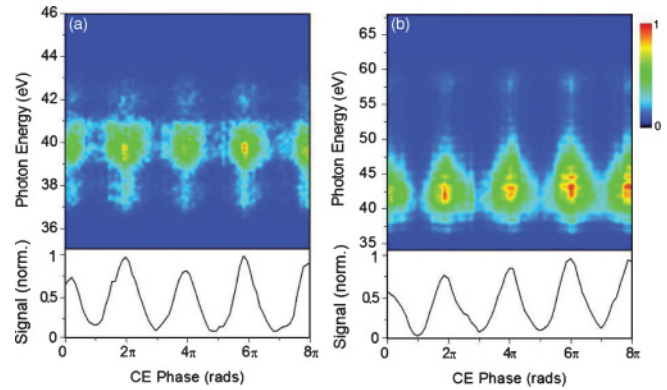 (a)
46
44
42
40
38
36
Photon Energy (eV)
1
0.5
0
Signal (norm.)
0 2π 4π 6π 8π
CE Phase (rads)
(b)
65
60
55
50
45
40
35
Photon Energy (eV)
1
0.5
0
Signal (norm.)
0 2π 4π 6π 8π
CE Phase (rads)
1
0